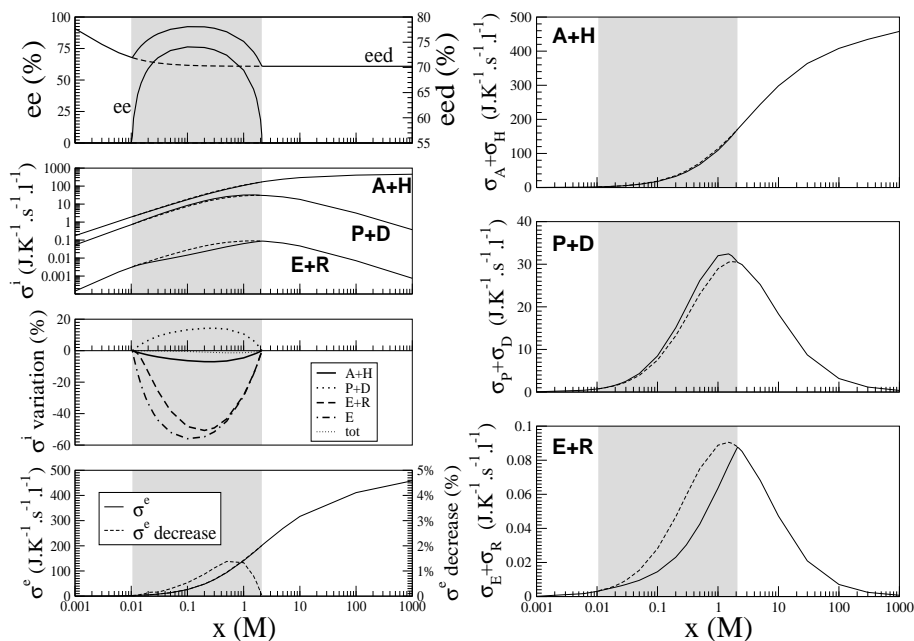 100
75
50
25
0
ee (%)
80
75
70
65
60
55
eed (%)
ee
eed
1000
100
10
1
0.1
0.01
0.001
σ^i (J.K^-1.s^-1.l^-1)
A+H
P+D
E+R
20
0
-20
-40
-60
σ^i variation (%)
A+H
P+D
E+R
E
tot
500
400
300
200
100
0
σ^e (J.K^-1.s^-1.l^-1)
5%
4%
3%
2%
1%
0%
σ^e decrease (%)
σ^e
σ^e decrease
0.001 0.01 0.1 1 10 100 1000
x (M)
500
400
300
200
100
0
σ_A+σ_H (J.K^-1.s^-1.l^-1)
A+H
40
30
20
10
0
σ_P+σ_D (J.K^-1.s^-1.l^-1)
P+D
0.1
0.08
0.06
0.04
0.02
0
σ_E+σ_R (J.K^-1.s^-1.l^-1)
E+R
0.001 0.01 0.1 1 10 100 1000
x (M)